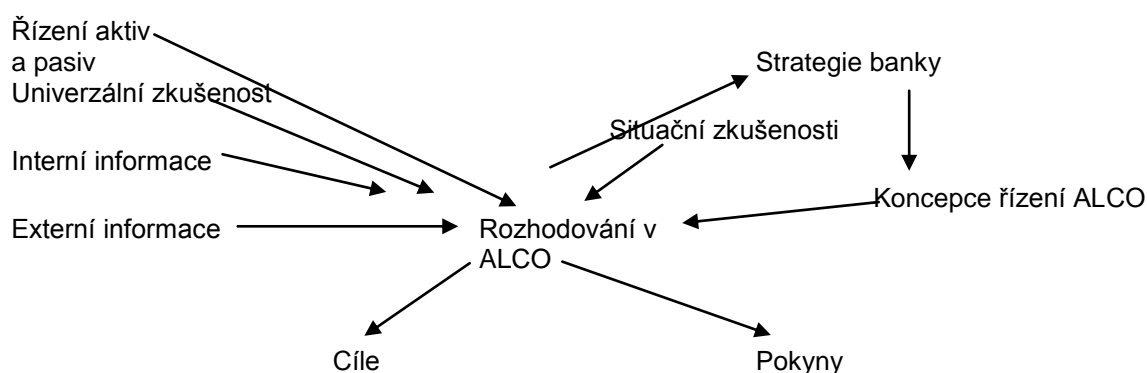 Řízení aktiv
a pasiv
Strategie banky
Univerzální zkušenost
Situační zkušenosti
Interní informace
Koncepce řízení ALCO
Externí informace
Rozhodování v
ALCO
Cíle
Pokyny